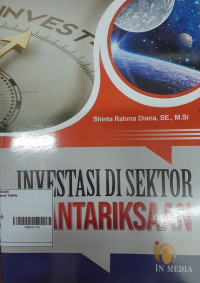 INVEST
Shinta Rahma Diana, SE., M.Si
INVESTASI DI SEKTOR
ANTARIKSAAN
IN MEDIA